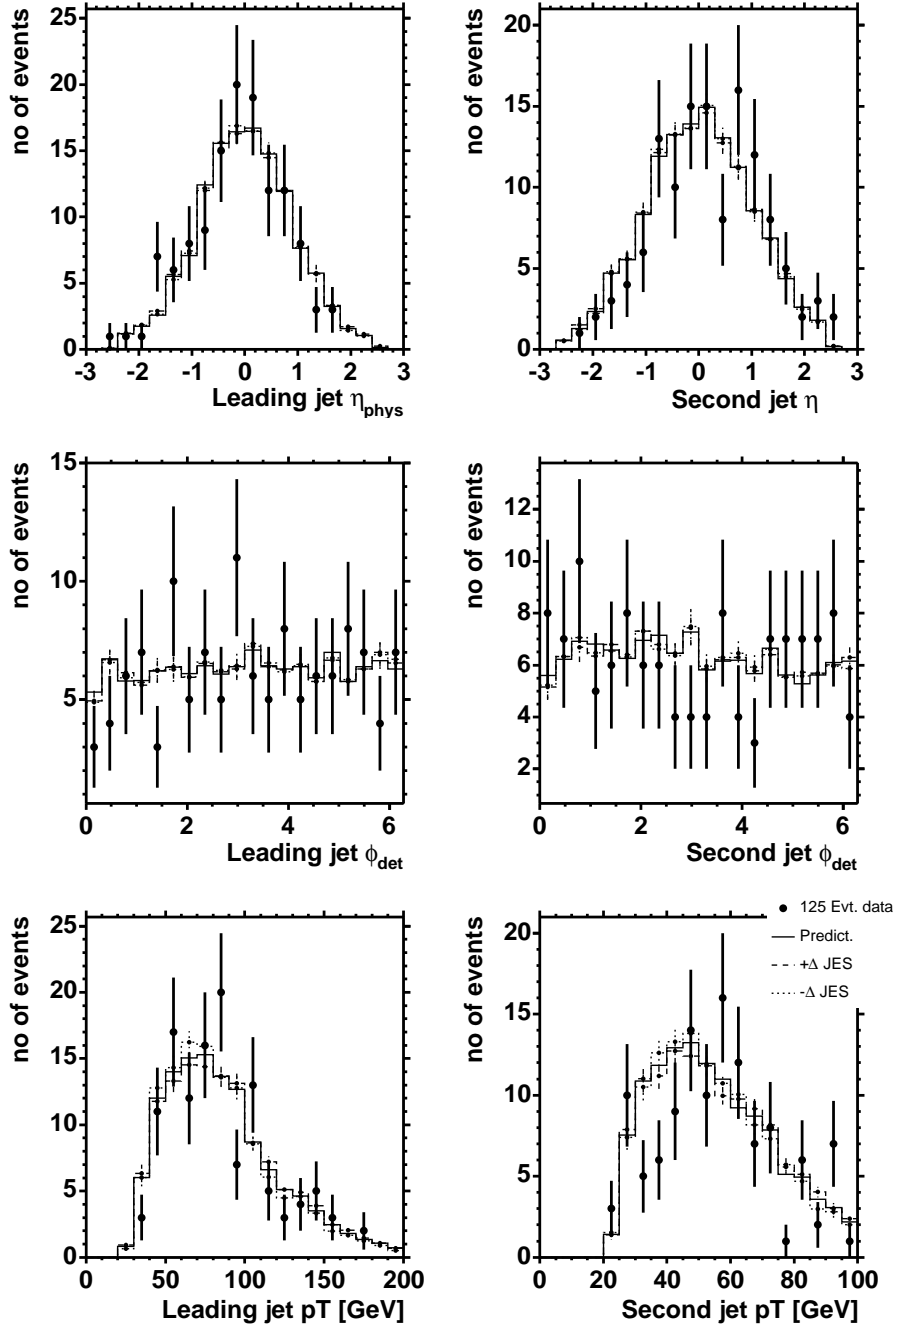 no of events
25
20
15
10
5
0
-3 -2 -1 0 1 2 3
Leading jet η_phys
no of events
20
15
10
5
0
-3 -2 -1 0 1 2 3
Second jet η
no of events
15
10
5
0 2 4 6
Leading jet ϕ_det
no of events
12
10
8
6
4
2
0 2 4 6
Second jet ϕ_det
no of events
25
20
15
10
5
0
0 50 100 150 200
Leading jet pT [GeV]
no of events
20
15
10
5
0
0 20 40 60 80 100
Second jet pT [GeV]
125 Evt. data
Predict.
+Δ JES
-Δ JES